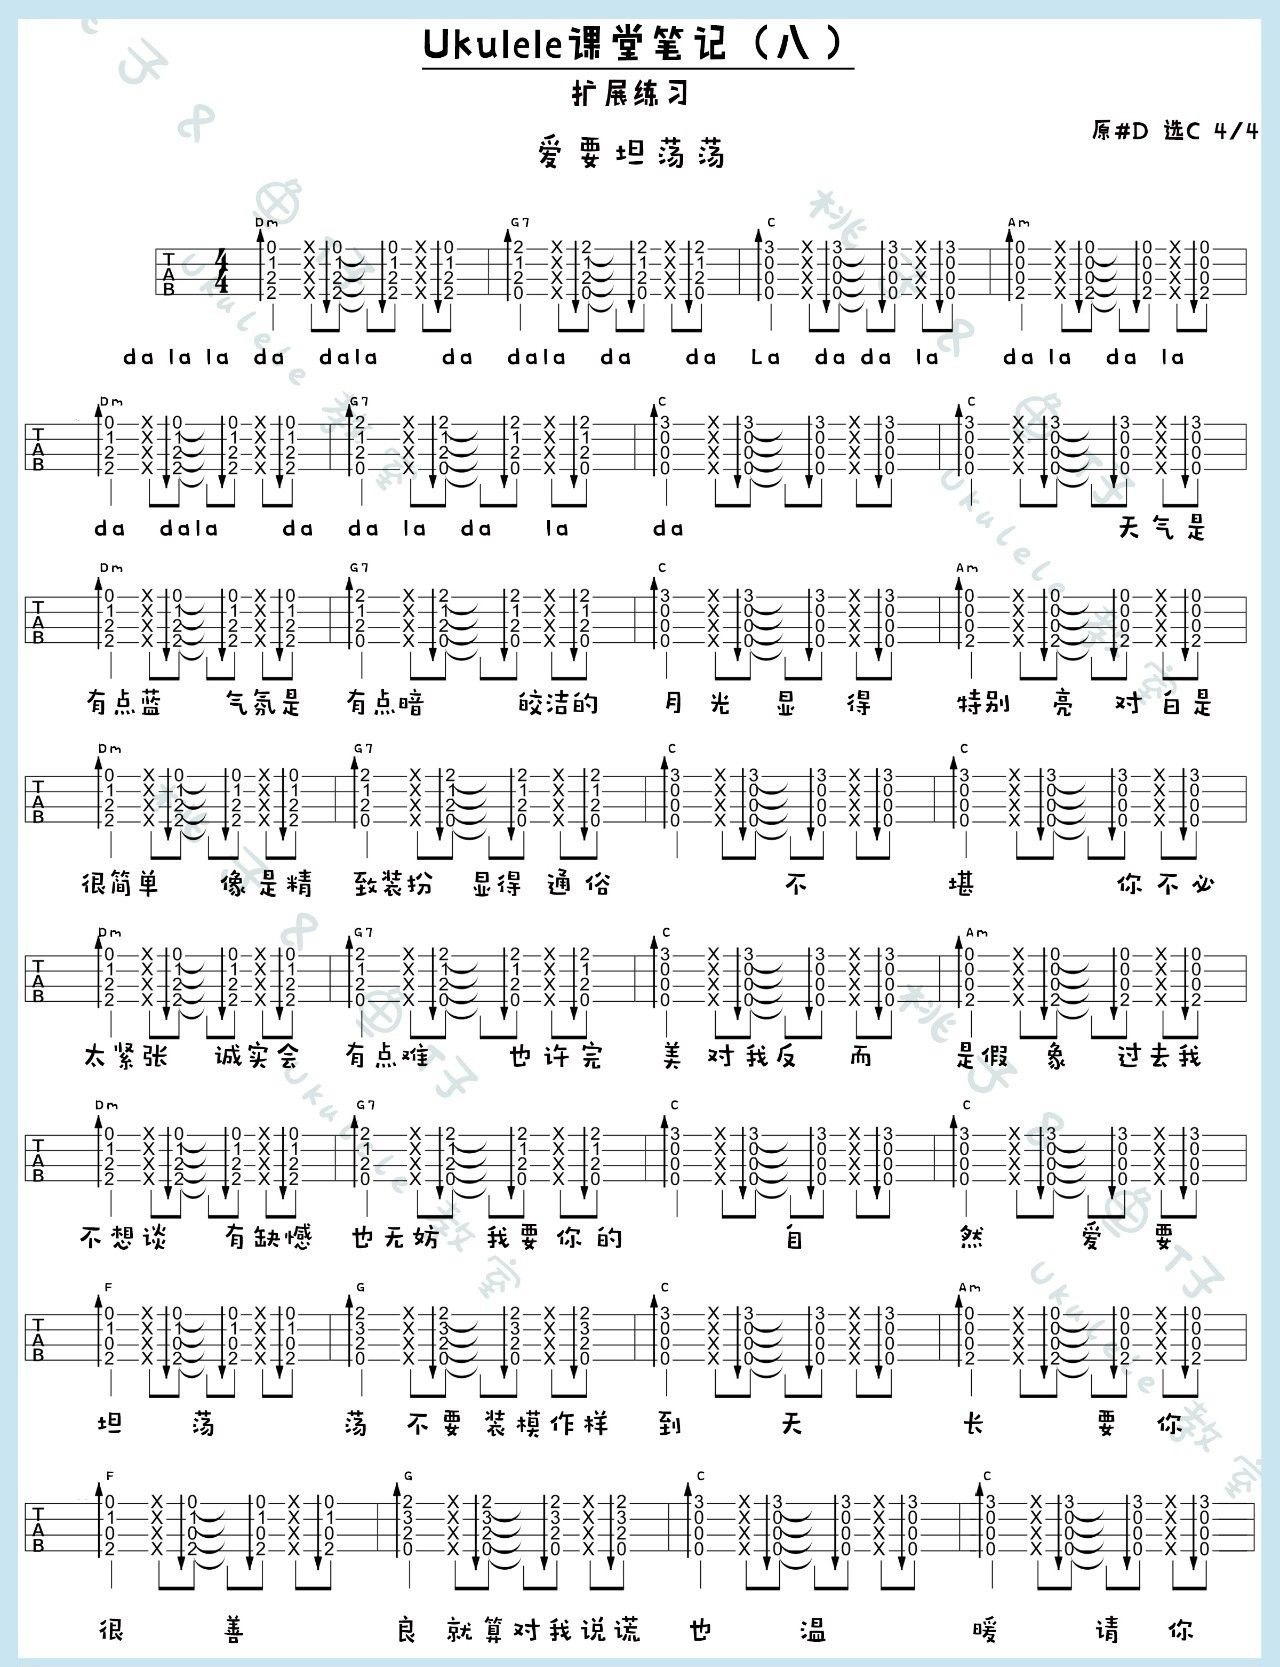 Ukulele课堂笔记（八）
扩展练习
原#D 选C 4/4
爱要坦荡荡
Dm G7 C Am
da la la da dala da dala da da La da da la da la da la
Dm G7 C C
da dala da da la da la da 天气是
Dm G7 C Am
有点蓝 气氛是 有点暗 皎洁的 月光显得 特别亮 对白是
Dm G7 C C
很简单 像是精 致装扮 显得通俗 不 堪 你不必
Dm G7 C Am
太紧张 诚实会 有点难 也许完 美对我反而 是假象 过去我
Dm G7 C C
不想谈 有缺憾 也无妨 我要你的 自 然 爱要
F G C Am
坦 荡 荡 不要装模作样 到 天 长 要你
F G C C
很 善 良 就算对我说谎 也 温 暖 请你